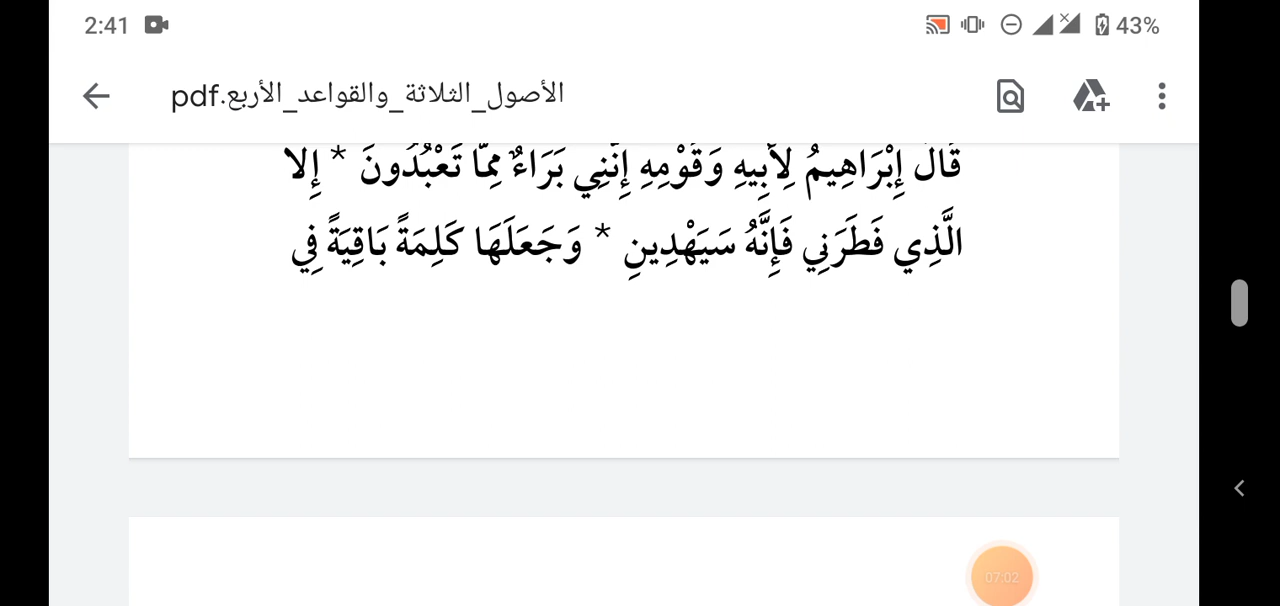 2:41 43%
الأصول_الثلاثة_والقواعد_الأربع.pdf
قَالَ إِبْرَاهِيمُ لِأَبِيهِ وَقَوْمِهِ إِنَّنِي بَرَاءٌ مِمَّا تَعْبُدُونَ * إِلا
الَّذِي فَطَرَنِي فَإِنَّهُ سَيَهْدِينِ * وَجَعَلَهَا كَلِمَةً بَاقِيَةً فِي
07:02